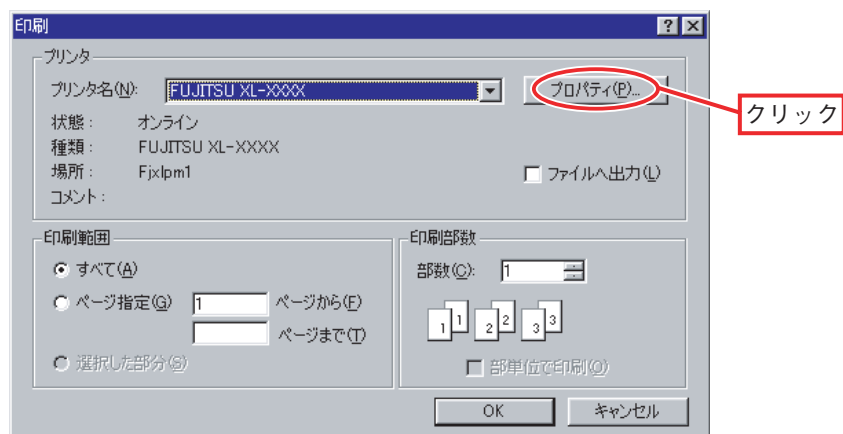 印刷
プリンタ
プリンタ名(N): FUJITSU XL-XXXX プロパティ(P)...
クリック
状態： オンライン
種類： FUJITSU XL-XXXX
場所： Fjxlpm1
ファイルへ出力(L)
コメント：
印刷範囲
すべて(A)
ページ指定(G) 1 ページから(F)
ページまで(T)
選択した部分(S)
印刷部数
部数(C): 1
1 1 2 2 3 3
部単位で印刷(O)
OK キャンセル